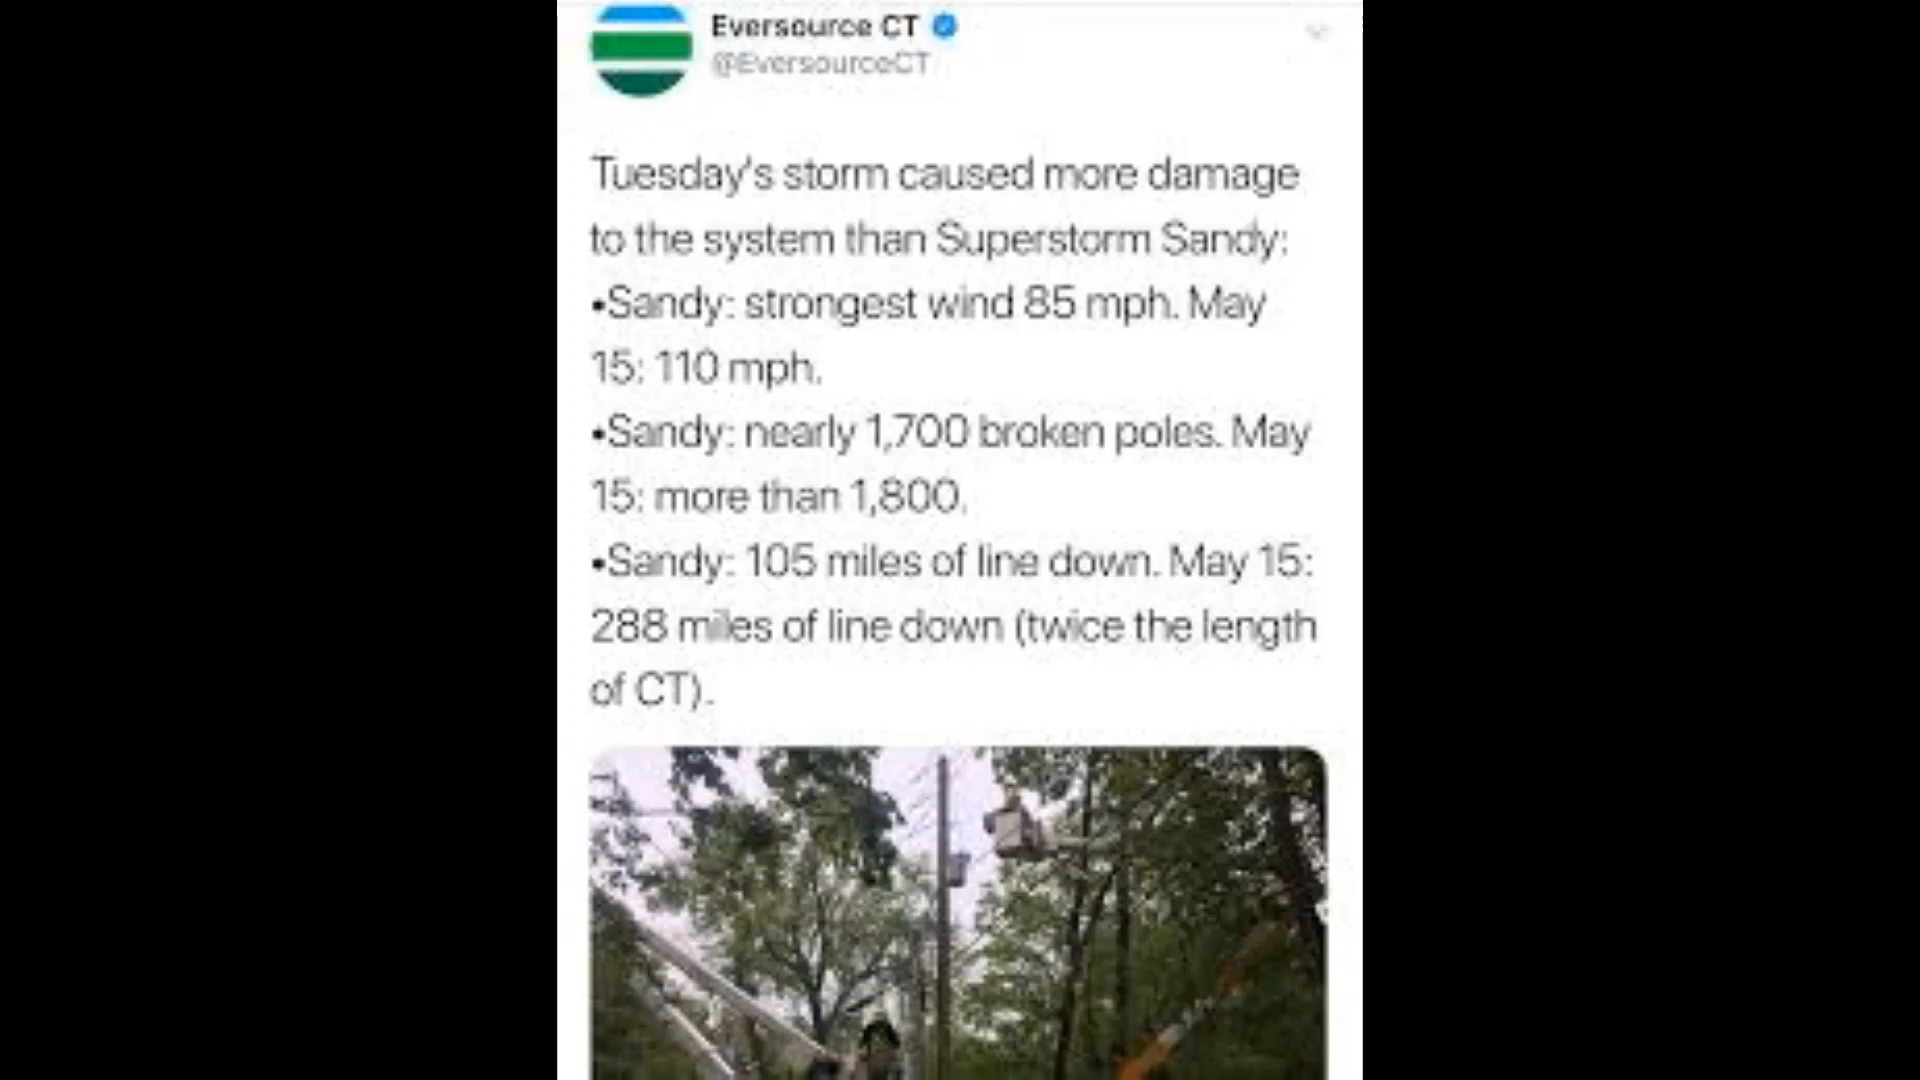 Eversource CT
@EversourceCT
Tuesday's storm caused more damage
to the system than Superstorm Sandy:
•Sandy: strongest wind 85 mph. May
15: 110 mph.
•Sandy: nearly 1,700 broken poles. May
15: more than 1,800.
•Sandy: 105 miles of line down. May 15:
288 miles of line down (twice the length
of CT).